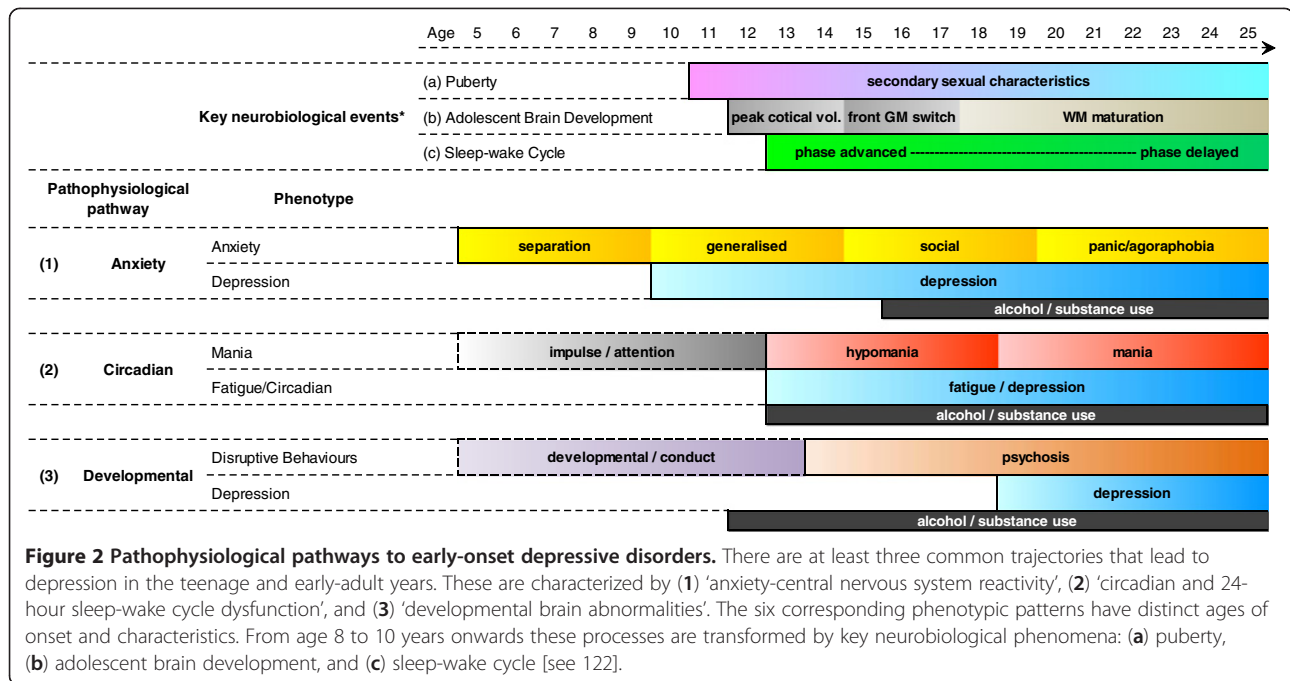 Age 5 6 7 8 9 10 11 12 13 14 15 16 17 18 19 20 21 22 23 24 25
(a) Puberty secondary sexual characteristics
Key neurobiological events* (b) Adolescent Brain Development peak cotical vol. front GM switch WM maturation
(c) Sleep-wake Cycle phase advanced ------------------------------------- phase delayed
Pathophysiological
pathway
Phenotype
Anxiety separation generalised social panic/agoraphobia
(1) Anxiety
Depression depression
alcohol / substance use
Mania impulse / attention hypomania mania
(2) Circadian
Fatigue/Circadian fatigue / depression
alcohol / substance use
Disruptive Behaviours developmental / conduct psychosis
(3) Developmental
Depression depression
alcohol / substance use
Figure 2 Pathophysiological pathways to early-onset depressive disorders. There are at least three common trajectories that lead to
depression in the teenage and early-adult years. These are characterized by (1) ‘anxiety-central nervous system reactivity’, (2) ‘circadian and 24-
hour sleep-wake cycle dysfunction’, and (3) ‘developmental brain abnormalities’. The six corresponding phenotypic patterns have distinct ages of
onset and characteristics. From age 8 to 10 years onwards these processes are transformed by key neurobiological phenomena: (a) puberty,
(b) adolescent brain development, and (c) sleep-wake cycle [see 122].